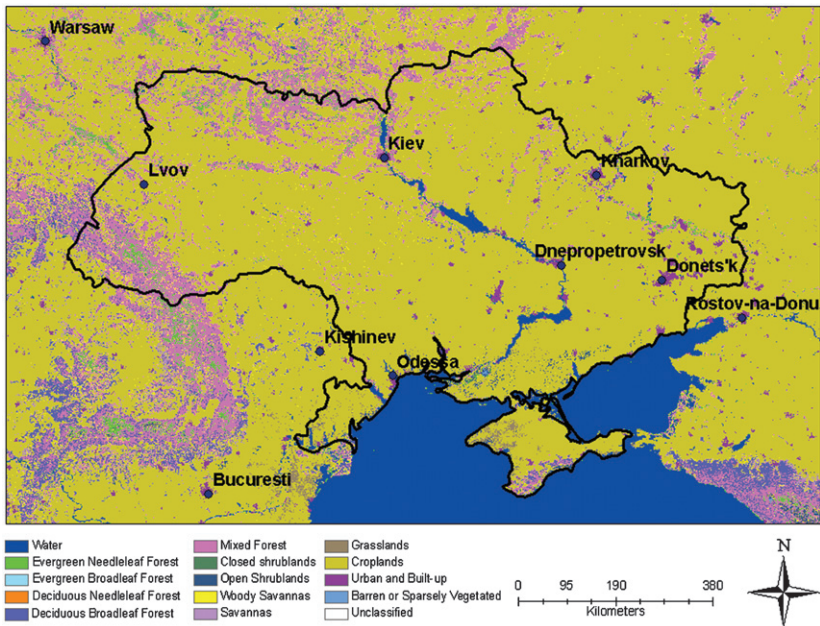 Warsaw
Kiev
Lvov
Kharkov
Dnepropetrovsk
Donets'k
Rostov-na-Donu
Kishinev
Odessa
Bucuresti
Water
Evergreen Needleleaf Forest
Evergreen Broadleaf Forest
Deciduous Needleleaf Forest
Deciduous Broadleaf Forest
Mixed Forest
Closed shrublands
Open Shrublands
Woody Savannas
Savannas
Grasslands
Croplands
Urban and Built-up
Barren or Sparsely Vegetated
Unclassified
0 95 190 380
Kilometers
N